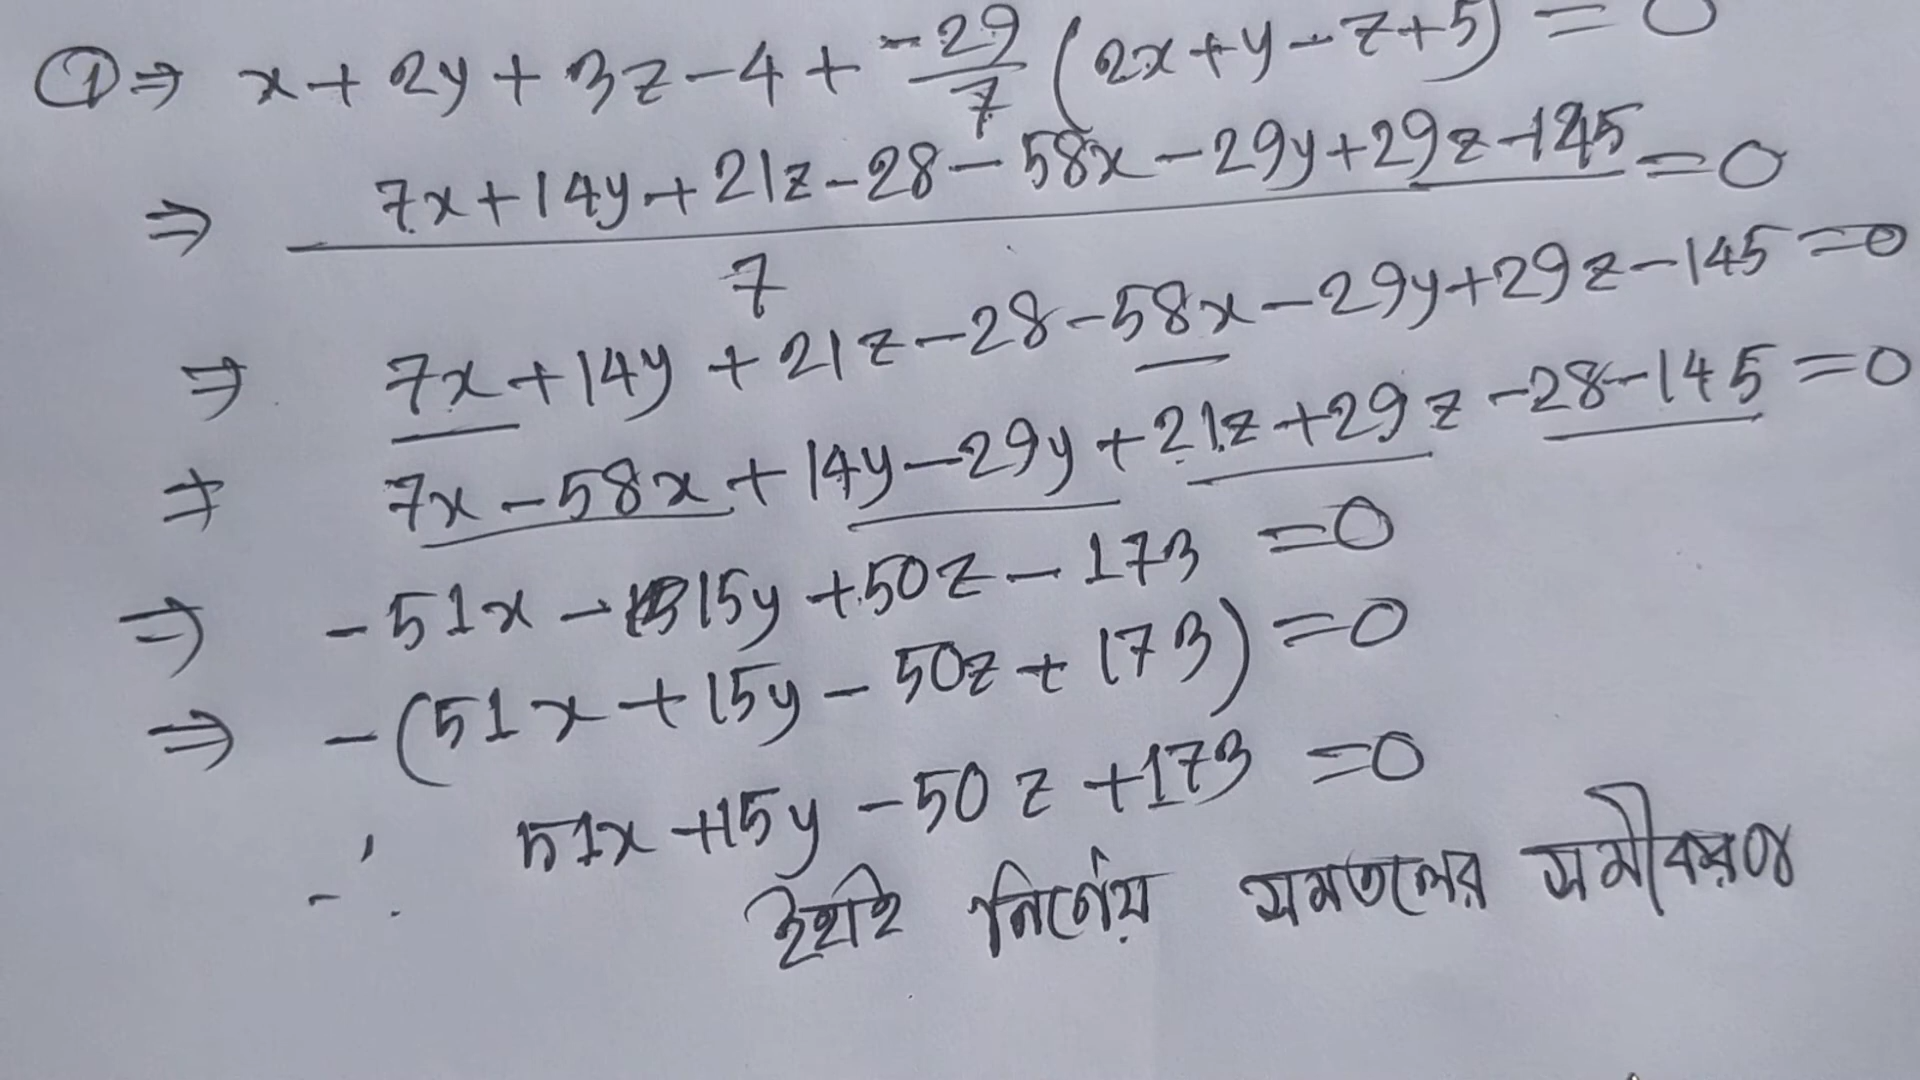 ① ⇒ x + 2y + 3z - 4 + -29/7 (2x + y - z + 5) = 0
⇒ 7x + 14y + 21z - 28 - 58x - 29y + 29z - 145 / 7 = 0
⇒ 7x + 14y + 21z - 28 - 58x - 29y + 29z - 145 = 0
⇒ 7x - 58x + 14y - 29y + 21z + 29z - 28 - 145 = 0
⇒ - 51x - 15y + 50z - 173 = 0
⇒ - (51x + 15y - 50z + 173) = 0
∴ 51x + 15y - 50z + 173 = 0
ইহাই নির্ণেয় সমতলের সমীকরণ